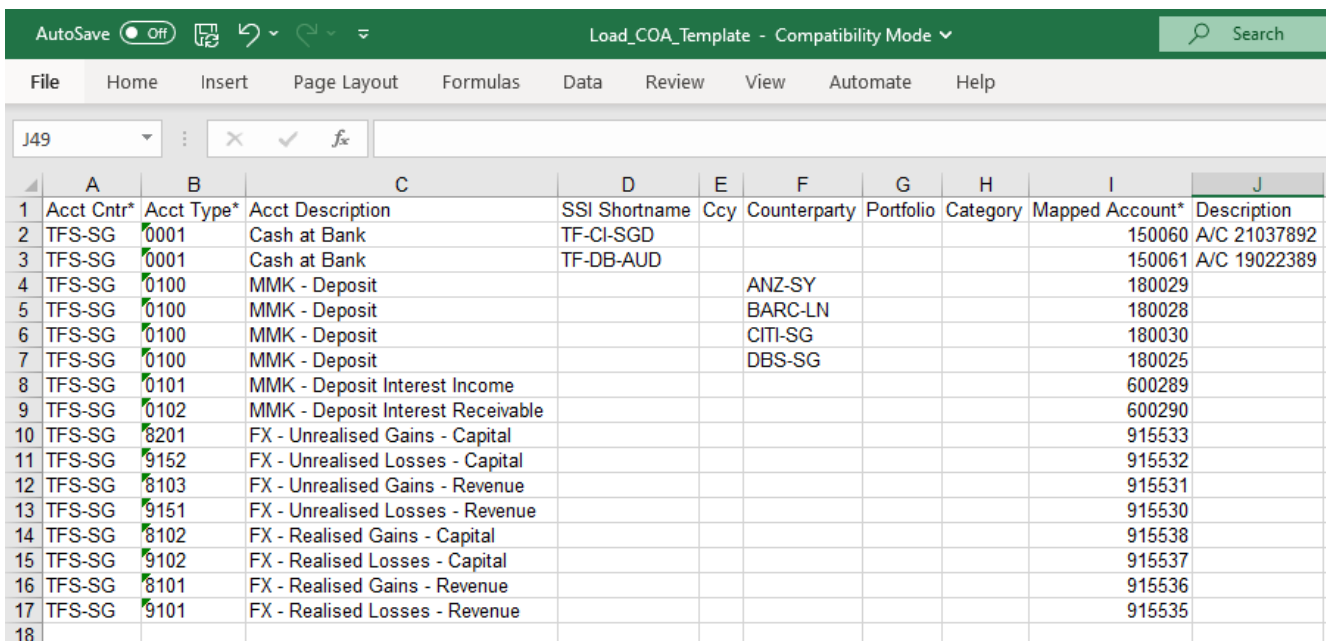 AutoSave Off Load_COA_Template - Compatibility Mode Search
File Home Insert Page Layout Formulas Data Review View Automate Help
J49 fx
A B C D E F G H I J
1 Acct Cntr* Acct Type* Acct Description SSI Shortname Ccy Counterparty Portfolio Category Mapped Account* Description
2 TFS-SG 0001 Cash at Bank TF-CI-SGD 150060 A/C 21037892
3 TFS-SG 0001 Cash at Bank TF-DB-AUD 150061 A/C 19022389
4 TFS-SG 0100 MMK - Deposit ANZ-SY 180029
5 TFS-SG 0100 MMK - Deposit BARC-LN 180028
6 TFS-SG 0100 MMK - Deposit CITI-SG 180030
7 TFS-SG 0100 MMK - Deposit DBS-SG 180025
8 TFS-SG 0101 MMK - Deposit Interest Income 600289
9 TFS-SG 0102 MMK - Deposit Interest Receivable 600290
10 TFS-SG 8201 FX - Unrealised Gains - Capital 915533
11 TFS-SG 9152 FX - Unrealised Losses - Capital 915532
12 TFS-SG 8103 FX - Unrealised Gains - Revenue 915531
13 TFS-SG 9151 FX - Unrealised Losses - Revenue 915530
14 TFS-SG 8102 FX - Realised Gains - Capital 915538
15 TFS-SG 9102 FX - Realised Losses - Capital 915537
16 TFS-SG 8101 FX - Realised Gains - Revenue 915536
17 TFS-SG 9101 FX - Realised Losses - Revenue 915535
18